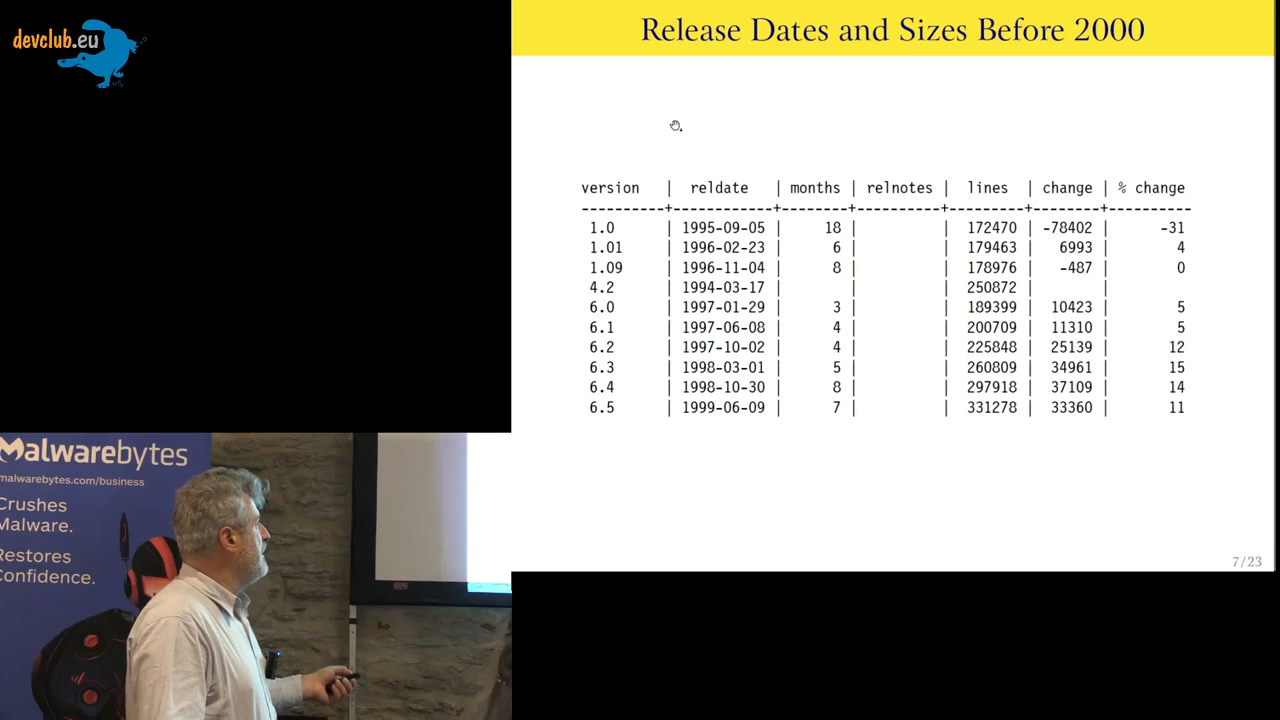 devclub.eu
Release Dates and Sizes Before 2000
version | reldate | months | relnotes | lines | change | % change
----------+------------+--------+----------+---------+--------+----------
1.0 | 1995-09-05 | 18 | | 172470 | -78402 | -31
1.01 | 1996-02-23 | 6 | | 179463 | 6993 | 4
1.09 | 1996-11-04 | 8 | | 178976 | -487 | 0
4.2 | 1994-03-17 | | | 250872 | |
6.0 | 1997-01-29 | 3 | | 189399 | 10423 | 5
6.1 | 1997-06-08 | 4 | | 200709 | 11310 | 5
6.2 | 1997-10-02 | 4 | | 225848 | 25139 | 12
6.3 | 1998-03-01 | 5 | | 260809 | 34961 | 15
6.4 | 1998-10-30 | 8 | | 297918 | 37109 | 14
6.5 | 1999-06-09 | 7 | | 331278 | 33360 | 11
7/23
Malwarebytes
malwarebytes.com/business
Crushes
Malware.
Restores
Confidence.